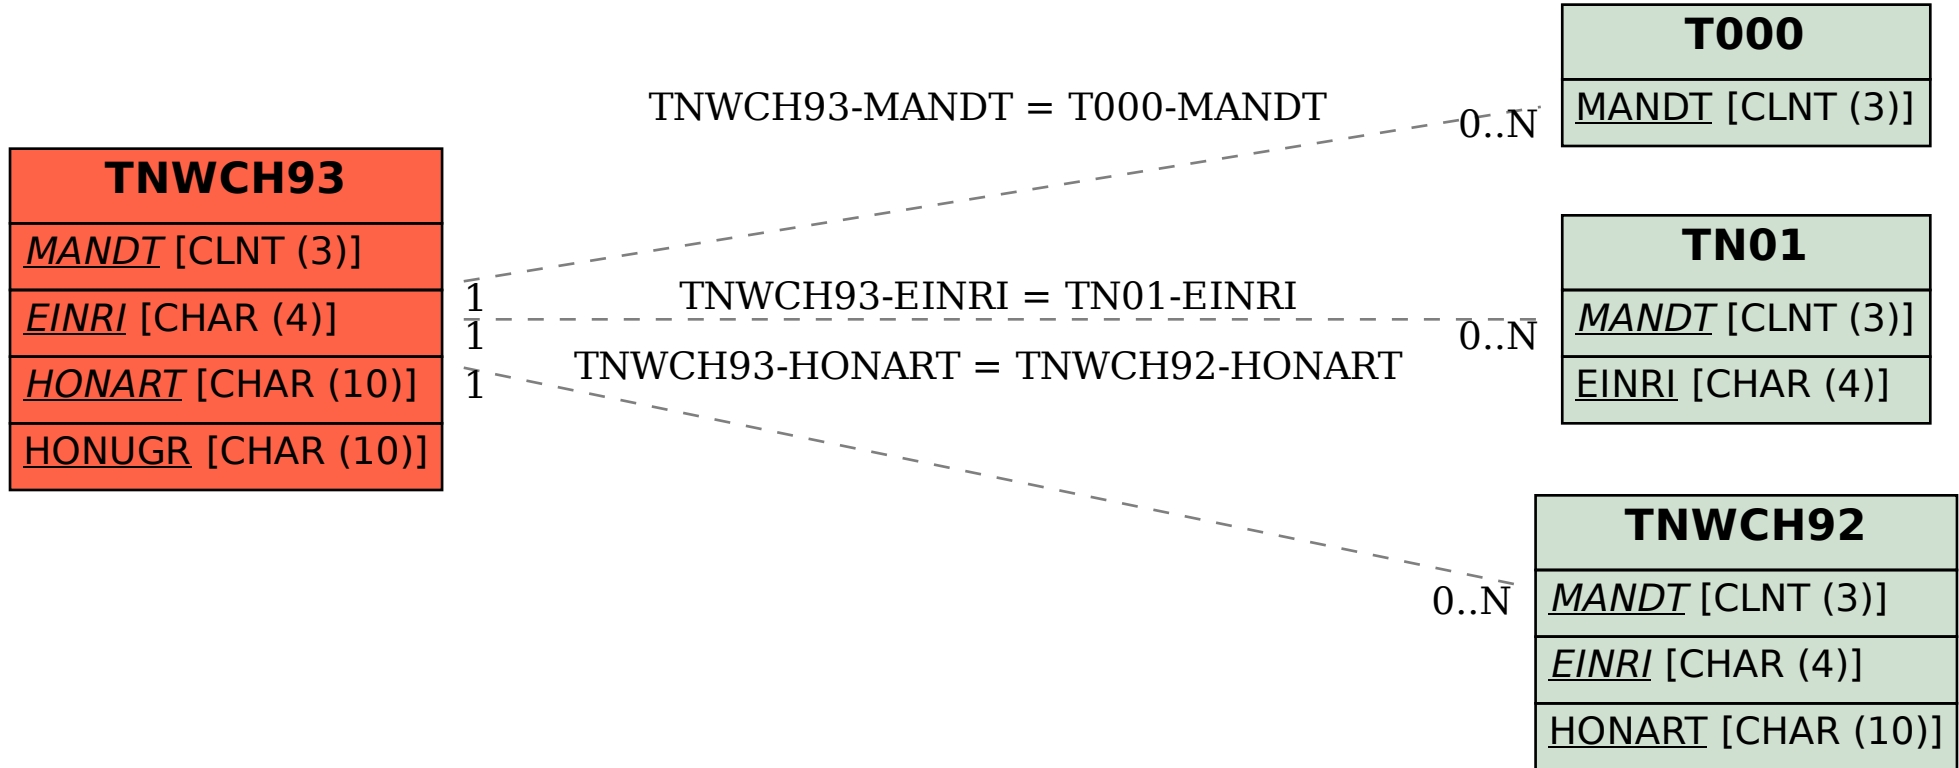 TNWCH93
MANDT [CLNT (3)]
EINRI [CHAR (4)]
HONART [CHAR (10)]
HONUGR [CHAR (10)]
TNWCH93-MANDT = T000-MANDT
0..N
1
TNWCH93-EINRI = TN01-EINRI
1
0..N
TNWCH93-HONART = TNWCH92-HONART
1
0..N
T000
MANDT [CLNT (3)]
TN01
MANDT [CLNT (3)]
EINRI [CHAR (4)]
TNWCH92
MANDT [CLNT (3)]
EINRI [CHAR (4)]
HONART [CHAR (10)]